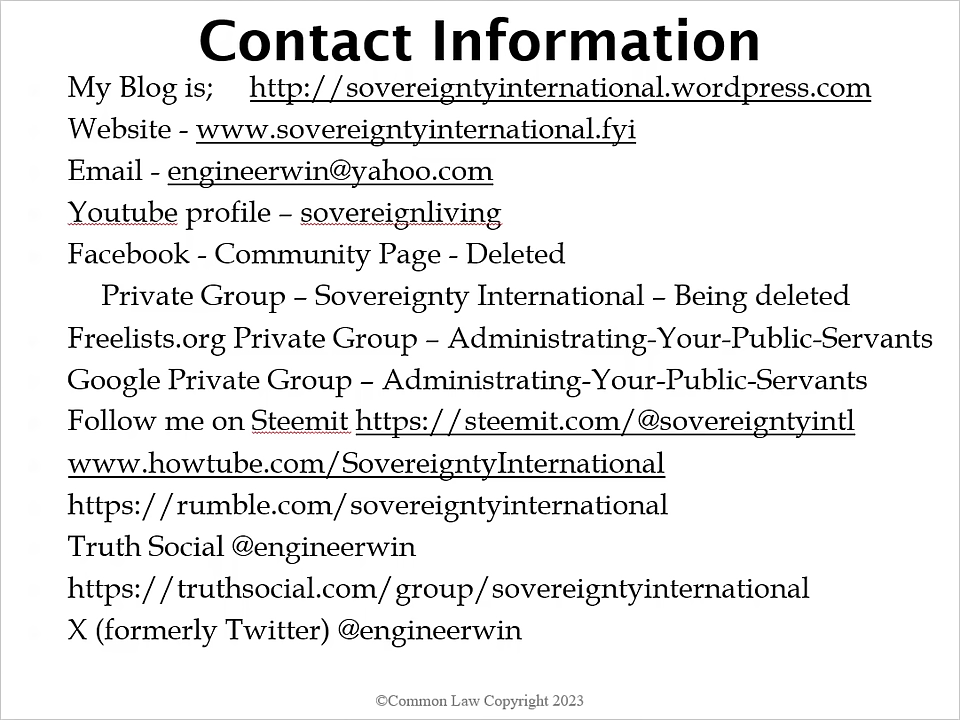 Contact Information
My Blog is; http://sovereigntyinternational.wordpress.com
Website - www.sovereigntyinternational.fyi
Email - engineerwin@yahoo.com
Youtube profile – sovereignliving
Facebook - Community Page - Deleted
Private Group – Sovereignty International – Being deleted
Freelists.org Private Group – Administrating-Your-Public-Servants
Google Private Group – Administrating-Your-Public-Servants
Follow me on Steemit https://steemit.com/@sovereigntyintl
www.howtube.com/SovereigntyInternational
https://rumble.com/sovereigntyinternational
Truth Social @engineerwin
https://truthsocial.com/group/sovereigntyinternational
X (formerly Twitter) @engineerwin
©Common Law Copyright 2023